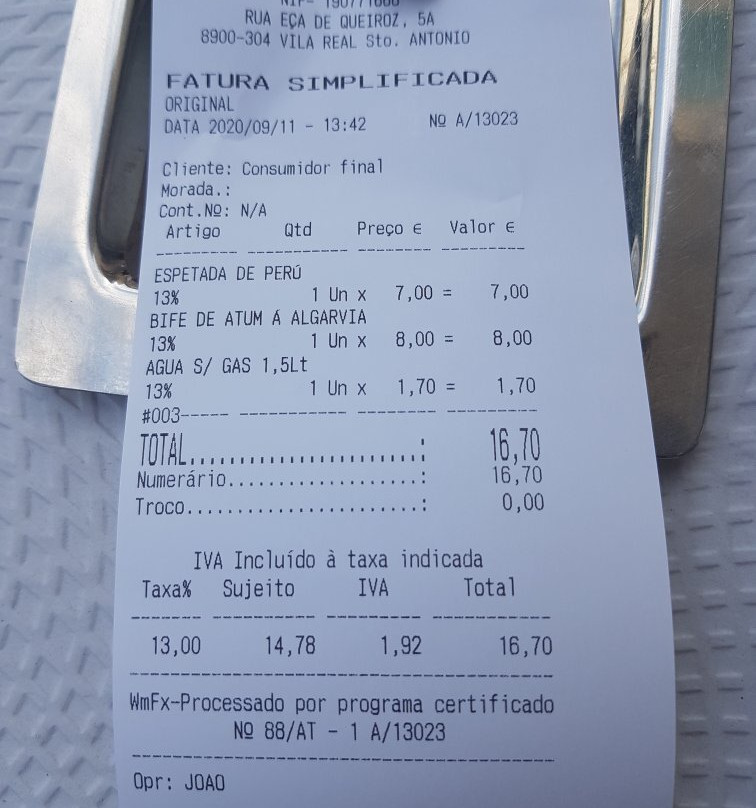 RUA EÇA DE QUEIROZ, 5A
8900-304 VILA REAL Sto. ANTONIO
FATURA SIMPLIFICADA
ORIGINAL
DATA 2020/09/11 - 13:42 Nº A/13023
Cliente: Consumidor final
Morada.:
Cont.Nº: N/A
Artigo Qtd Preço € Valor €
--------- ------------- --------- ---------
ESPETADA DE PERÚ
13% 1 Un x 7,00 = 7,00
BIFE DE ATUM Á ALGARVIA
13% 1 Un x 8,00 = 8,00
AGUA S/ GAS 1,5Lt
13% 1 Un x 1,70 = 1,70
#003----- ------------- --------- ---------
TOTAL.........................: 16,70
Numerário.....................: 16,70
Troco.........................: 0,00
IVA Incluído à taxa indicada
Taxa% Sujeito IVA Total
------- ----------- --------- ------------
13,00 14,78 1,92 16,70
------------------------------------------
WmFx-Processado por programa certificado
Nº 88/AT - 1 A/13023
------------------------------------------
Opr: JOAO